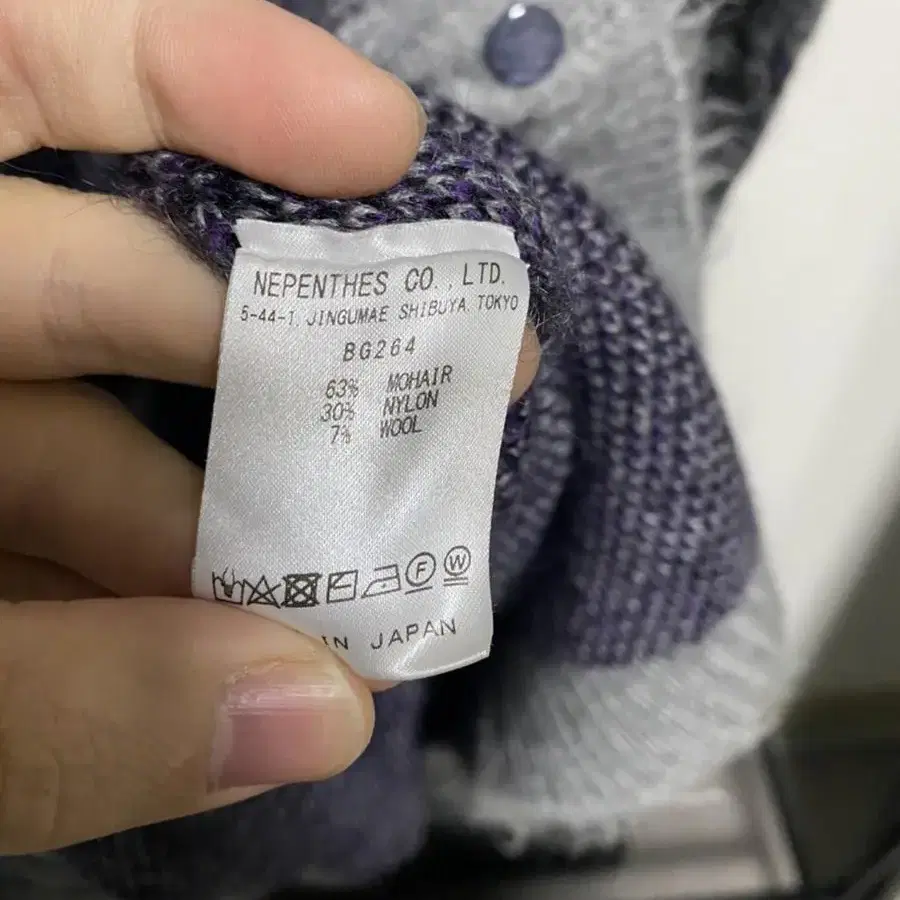 NEPENTHES CO., LTD.
5-44-1, JINGUMAE SHIBUYA, TOKYO
BG264
63% MOHAIR
30% NYLON
7% WOOL
F W
IN JAPAN